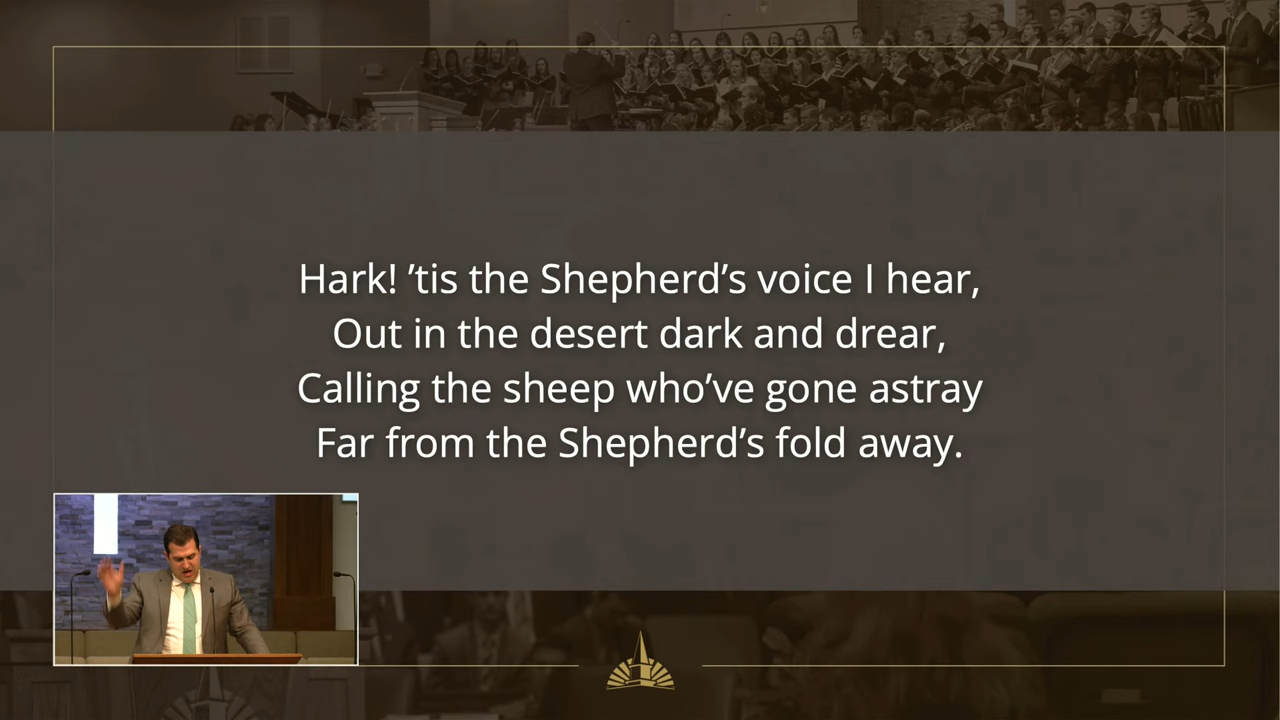 Hark! ’tis the Shepherd’s voice I hear,
Out in the desert dark and drear,
Calling the sheep who’ve gone astray
Far from the Shepherd’s fold away.